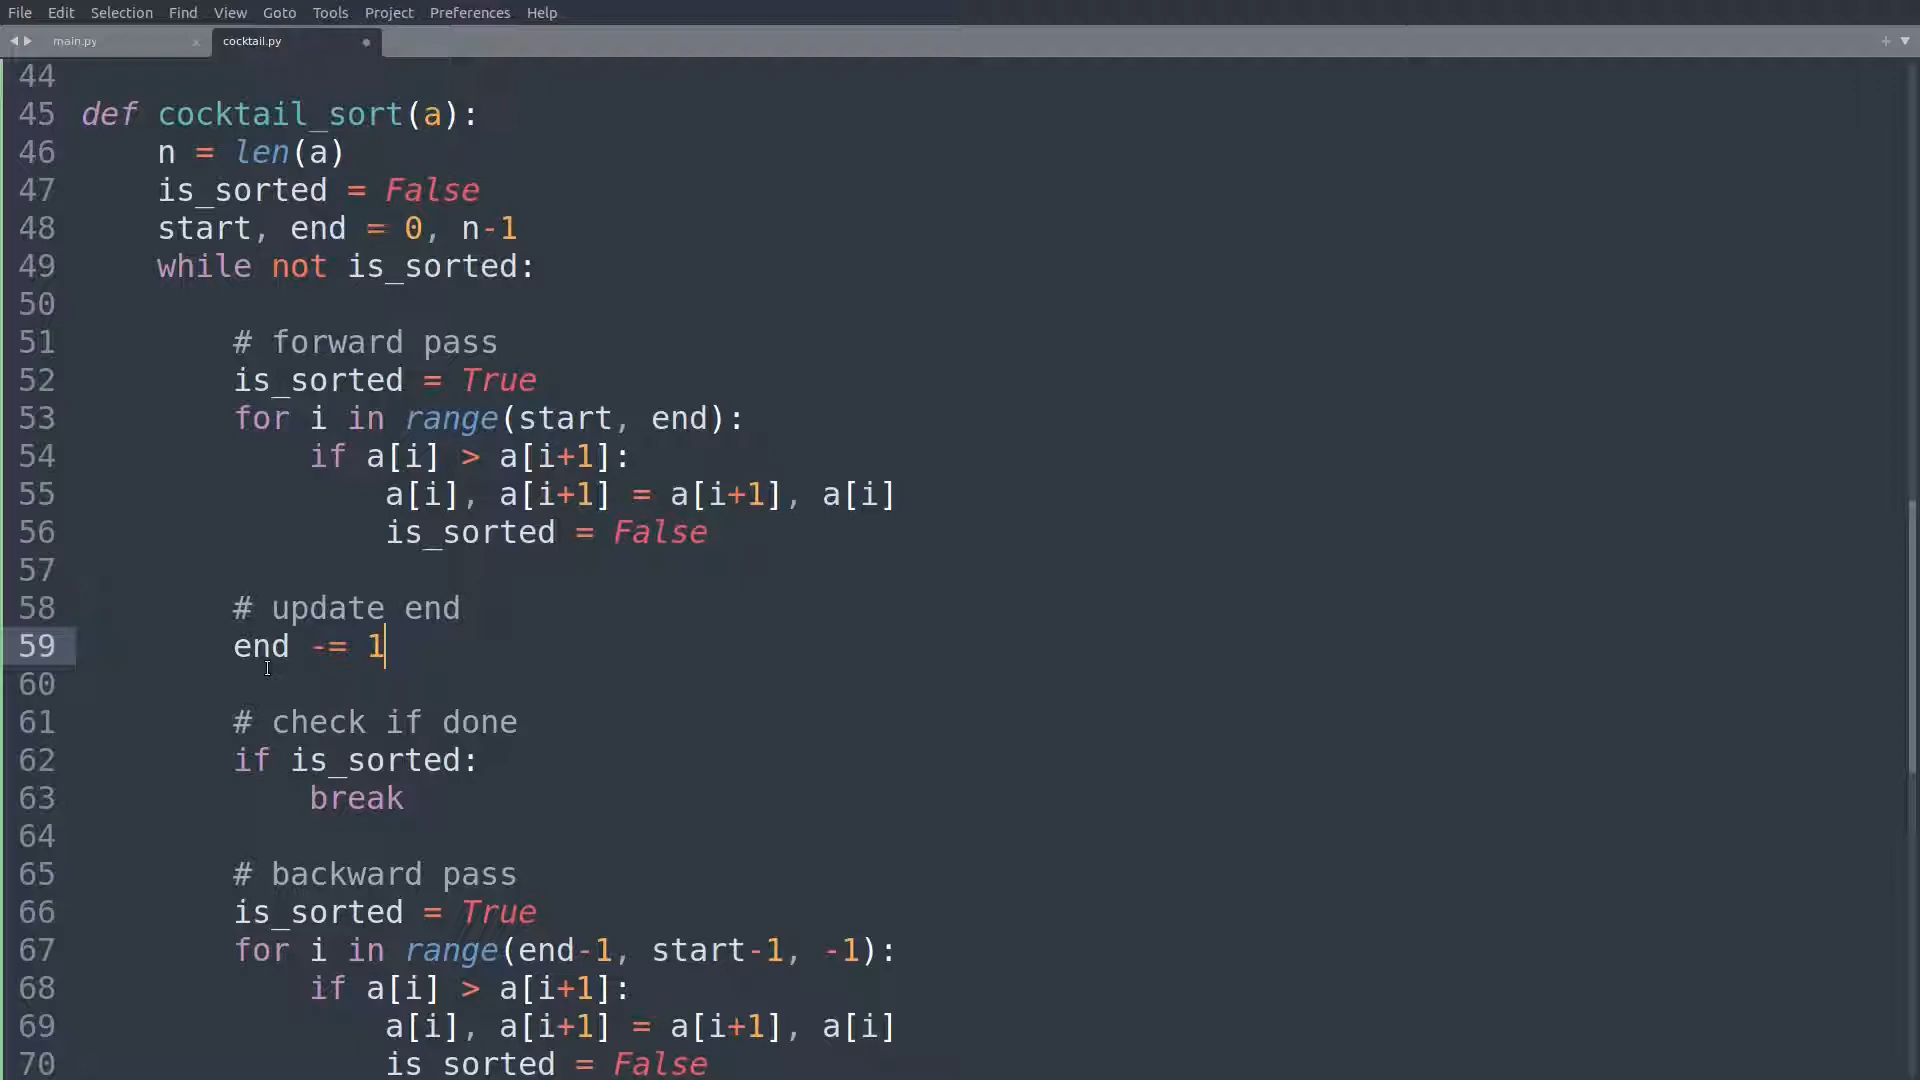 File Edit Selection Find View Goto Tools Project Preferences Help
main.py x cocktail.py
44
45 def cocktail_sort(a):
46     n = len(a)
47     is_sorted = False
48     start, end = 0, n-1
49     while not is_sorted:
50
51         # forward pass
52         is_sorted = True
53         for i in range(start, end):
54             if a[i] > a[i+1]:
55                 a[i], a[i+1] = a[i+1], a[i]
56                 is_sorted = False
57
58         # update end
59         end -= 1
60
61         # check if done
62         if is_sorted:
63             break
64
65         # backward pass
66         is_sorted = True
67         for i in range(end-1, start-1, -1):
68             if a[i] > a[i+1]:
69                 a[i], a[i+1] = a[i+1], a[i]
70                 is_sorted = False